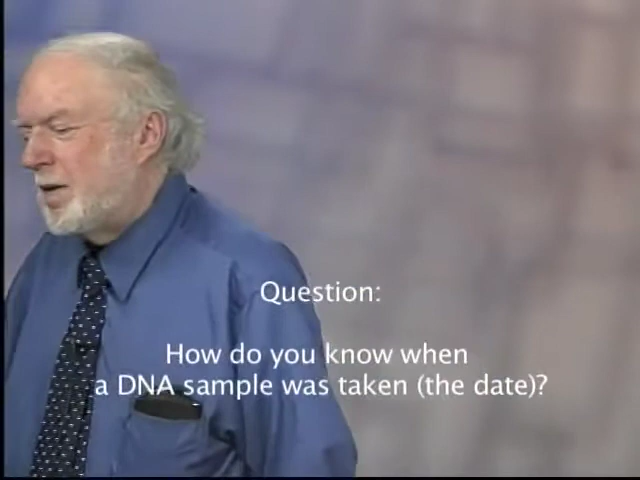 Question:
How do you know when
a DNA sample was taken (the date)?